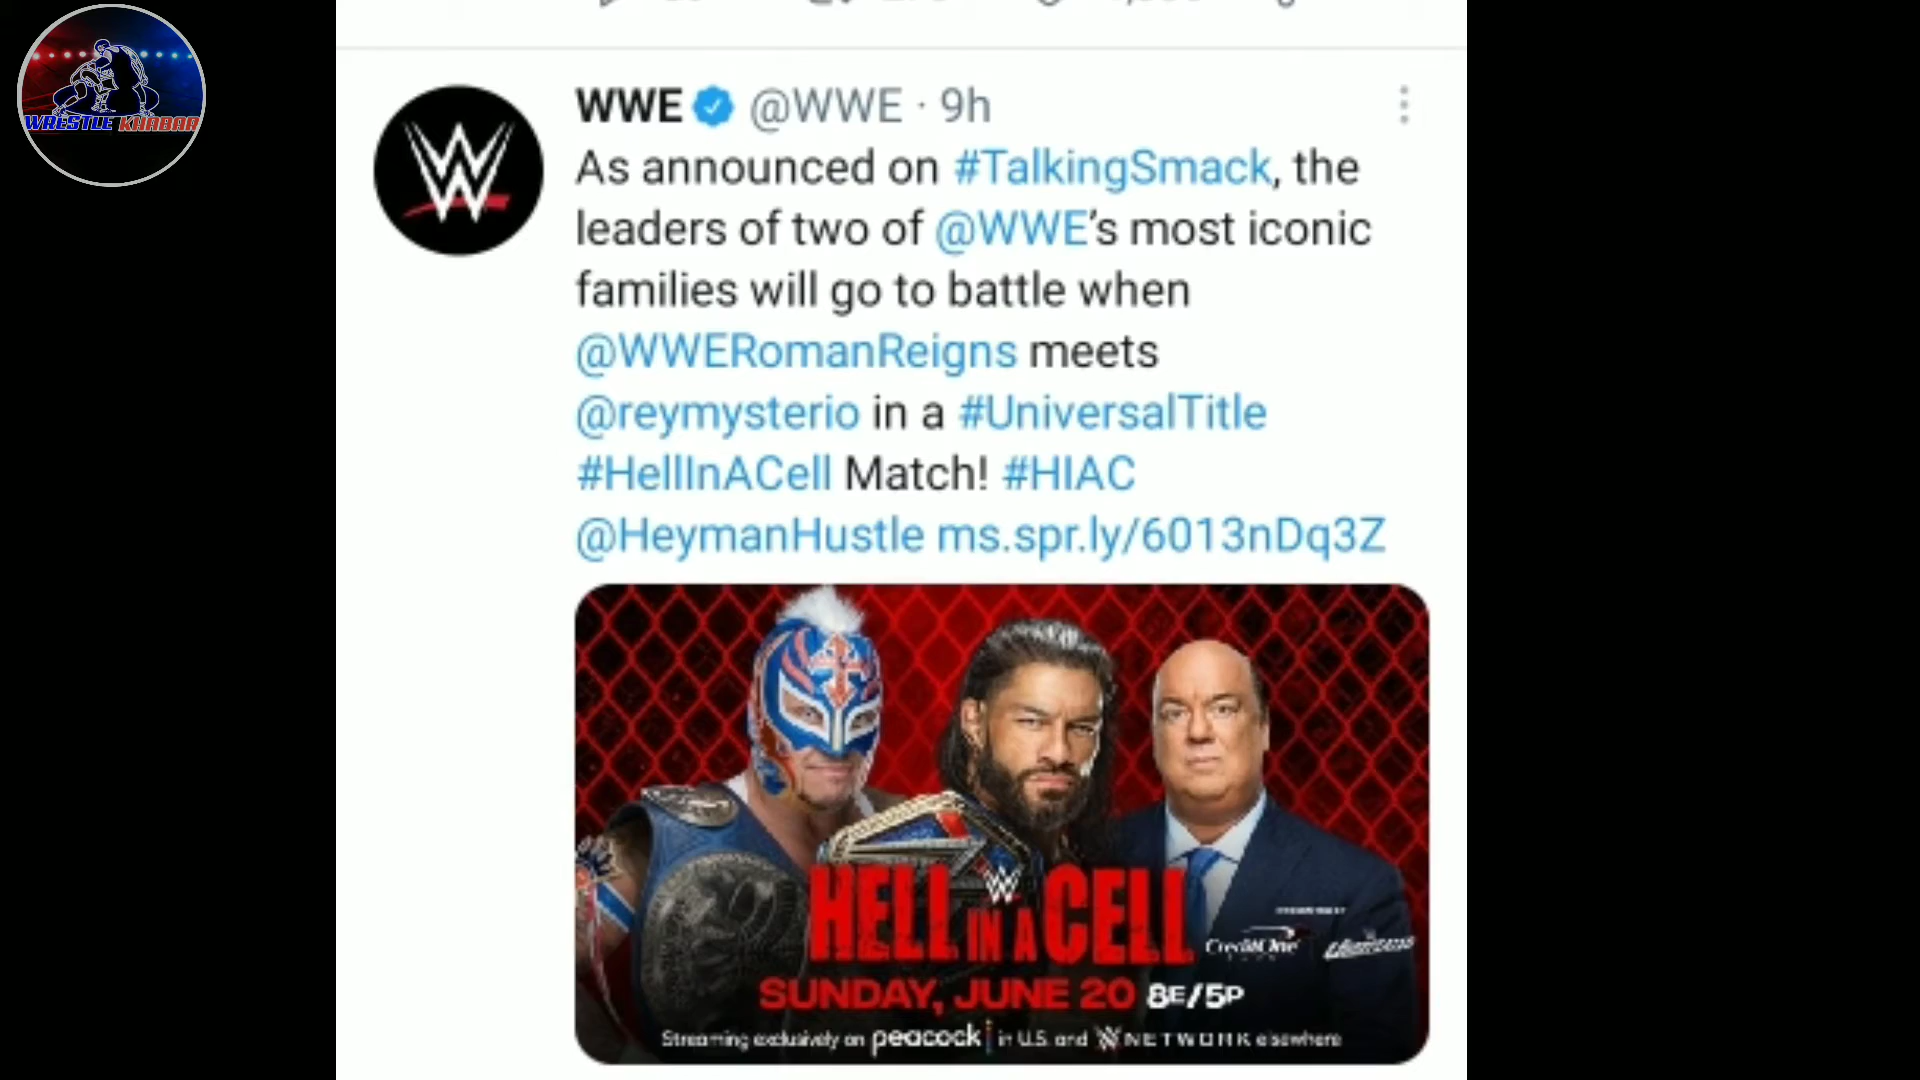 WRESTLE KHABAR
WWE @WWE · 9h
As announced on #TalkingSmack, the
leaders of two of @WWE's most iconic
families will go to battle when
@WWERomanReigns meets
@reymysterio in a #UniversalTitle
#HellInACell Match! #HIAC
@HeymanHustle ms.spr.ly/6013nDq3Z
HELL IN A CELL
CreditOne
SUNDAY, JUNE 20 8E/5P
Streaming exclusively on peacock in U.S. and NETWORK elsewhere